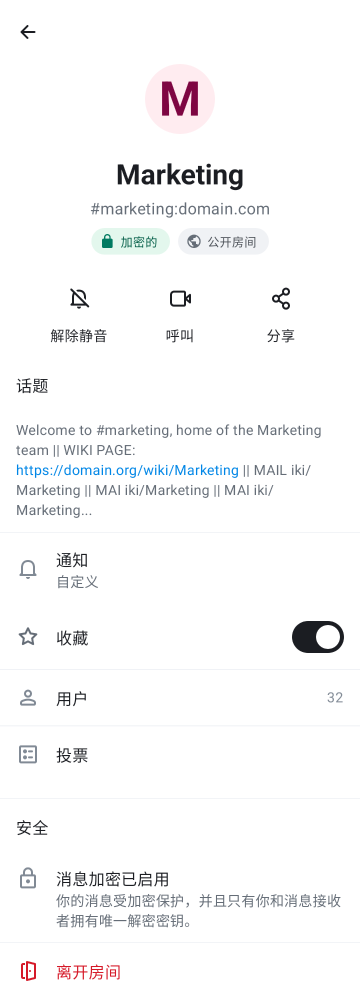 M
Marketing
#marketing:domain.com
加密的 公开房间
解除静音 呼叫 分享
话题
Welcome to #marketing, home of the Marketing
team || WIKI PAGE:
https://domain.org/wiki/Marketing || MAIL iki/
Marketing || MAI iki/Marketing || MAI iki/
Marketing...
通知
自定义
收藏
用户 32
投票
安全
消息加密已启用
你的消息受加密保护，并且只有你和消息接收
者拥有唯一解密密钥。
离开房间